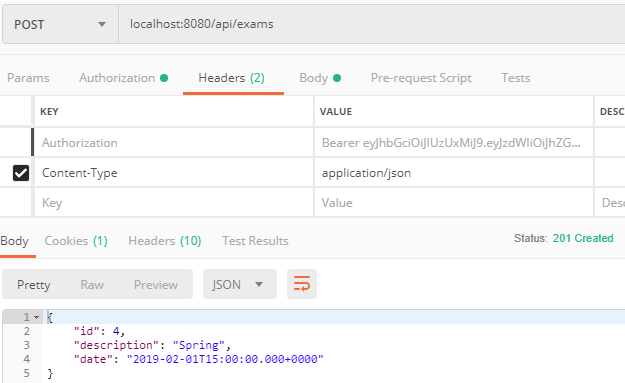 POST localhost:8080/api/exams
Params Authorization Headers (2) Body Pre-request Script Tests
KEY VALUE DESC
Authorization Bearer eyJhbGciOiJIUzUxMiJ9.eyJzdWIiOiJhZG...
Content-Type application/json
Key Value Desc
Body Cookies (1) Headers (10) Test Results Status: 201 Created
Pretty Raw Preview JSON
1 {
2 "id": 4,
3 "description": "Spring",
4 "date": "2019-02-01T15:00:00.000+0000"
5 }